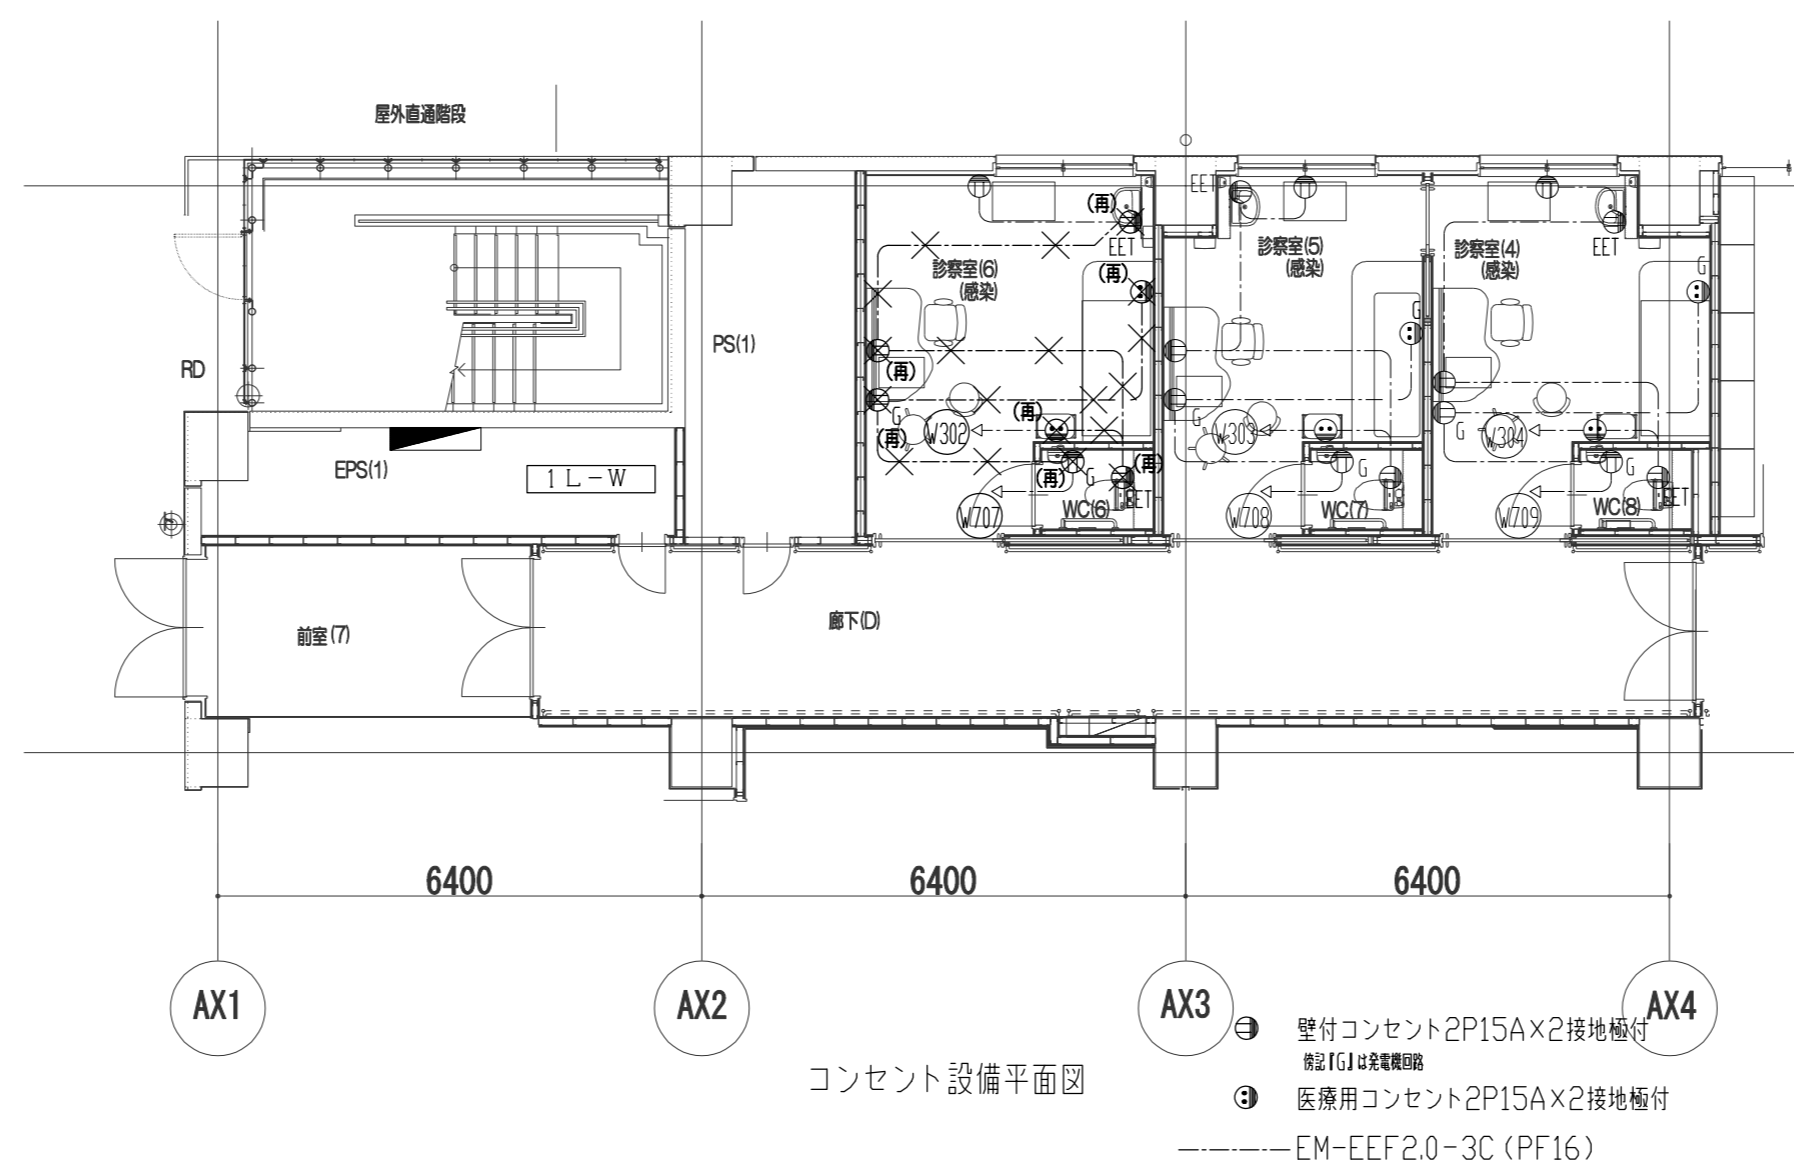 屋外直通階段
EET
(再)
EET
EET
診察室(6)
(感染)
診察室(5)
(感染)
診察室(4)
(感染)
(再)
G
G
PS(1)
RD
(再)
G
(再)
W302
(再)
G
W303
G
W304
EPS(1)
1L-W
(再)
G
(再)
EET
WC(6)
W707
W708
WC(7)
G
W709
WC(8)
EET
前室(7)
廊下(D)
6400
6400
6400
AX1
AX2
AX3
AX4
壁付コンセント2P15A×2接地極付
傍記『G』は発電機回路
コンセント設備平面図
医療用コンセント2P15A×2接地極付
EM-EEF2.0-3C(PF16)